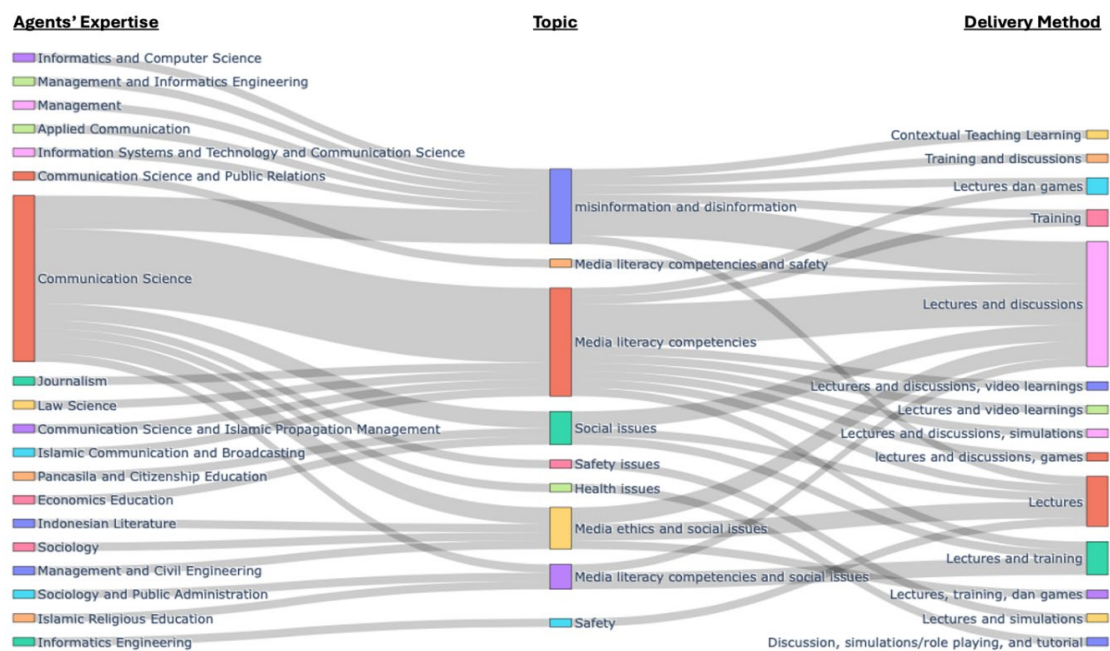 Agents' Expertise
Topic
Delivery Method
Informatics and Computer Science
Management and Informatics Engineering
Management
Applied Communication
Information Systems and Technology and Communication Science
Communication Science and Public Relations
Communication Science
Journalism
Law Science
Communication Science and Islamic Propagation Management
Islamic Communication and Broadcasting
Pancasila and Citizenship Education
Economics Education
Indonesian Literature
Sociology
Management and Civil Engineering
Sociology and Public Administration
Islamic Religious Education
Informatics Engineering
misinformation and disinformation
Media literacy competencies and safety
Media literacy competencies
Social issues
Safety issues
Health issues
Media ethics and social issues
Media literacy competencies and social issues
Safety
Contextual Teaching Learning
Training and discussions
Lectures dan games
Training
Lectures and discussions
Lecturers and discussions, video learnings
Lectures and video learnings
Lectures and discussions, simulations
lectures and discussions, games
Lectures
Lectures and training
Lectures, training, dan games
Lectures and simulations
Discussion, simulations/role playing, and tutorial